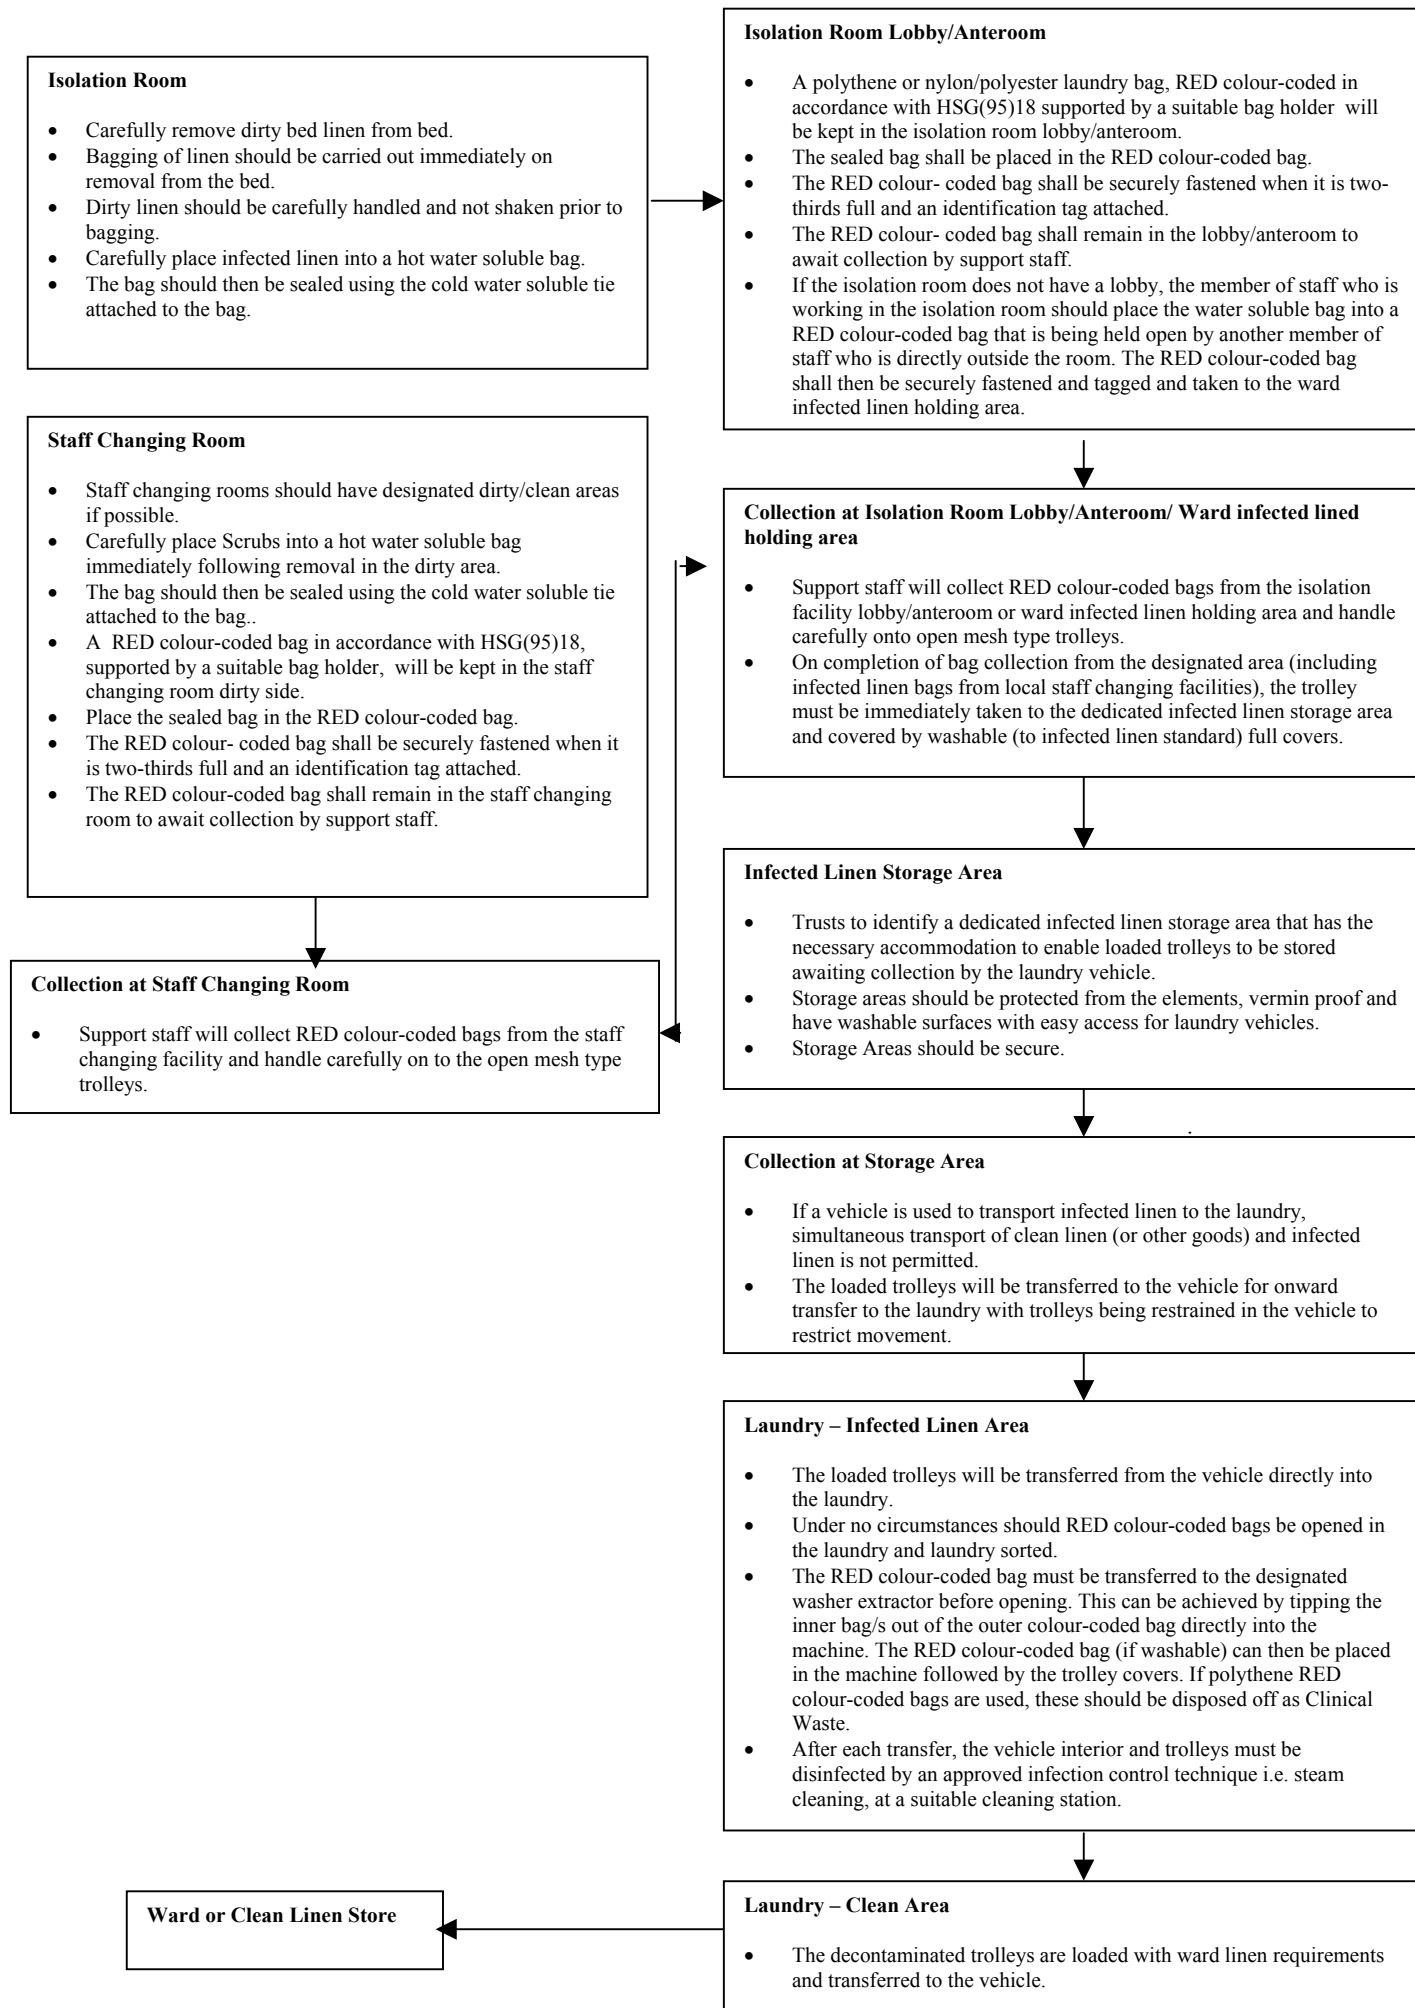 Isolation Room
• Carefully remove dirty bed linen from bed.
• Bagging of linen should be carried out immediately on
removal from the bed.
• Dirty linen should be carefully handled and not shaken prior to
bagging.
• Carefully place infected linen into a hot water soluble bag.
• The bag should then be sealed using the cold water soluble tie
attached to the bag.
Isolation Room Lobby/Anteroom
• A polythene or nylon/polyester laundry bag, RED colour-coded in
accordance with HSG(95)18 supported by a suitable bag holder will
be kept in the isolation room lobby/anteroom.
• The sealed bag shall be placed in the RED colour-coded bag.
• The RED colour- coded bag shall be securely fastened when it is two-
thirds full and an identification tag attached.
• The RED colour- coded bag shall remain in the lobby/anteroom to
await collection by support staff.
• If the isolation room does not have a lobby, the member of staff who is
working in the isolation room should place the water soluble bag into a
RED colour-coded bag that is being held open by another member of
staff who is directly outside the room. The RED colour-coded bag
shall then be securely fastened and tagged and taken to the ward
infected linen holding area.
Staff Changing Room
• Staff changing rooms should have designated dirty/clean areas
if possible.
• Carefully place Scrubs into a hot water soluble bag
immediately following removal in the dirty area.
• The bag should then be sealed using the cold water soluble tie
attached to the bag..
• A RED colour-coded bag in accordance with HSG(95)18,
supported by a suitable bag holder, will be kept in the staff
changing room dirty side.
• Place the sealed bag in the RED colour-coded bag.
• The RED colour- coded bag shall be securely fastened when it
is two-thirds full and an identification tag attached.
• The RED colour-coded bag shall remain in the staff changing
room to await collection by support staff.
Collection at Staff Changing Room
• Support staff will collect RED colour-coded bags from the staff
changing facility and handle carefully on to the open mesh type
trolleys.
Collection at Isolation Room Lobby/Anteroom/ Ward infected lined
holding area
• Support staff will collect RED colour-coded bags from the isolation
facility lobby/anteroom or ward infected linen holding area and handle
carefully onto open mesh type trolleys.
• On completion of bag collection from the designated area (including
infected linen bags from local staff changing facilities), the trolley
must be immediately taken to the dedicated infected linen storage area
and covered by washable (to infected linen standard) full covers.
Infected Linen Storage Area
• Trusts to identify a dedicated infected linen storage area that has the
necessary accommodation to enable loaded trolleys to be stored
awaiting collection by the laundry vehicle.
• Storage areas should be protected from the elements, vermin proof and
have washable surfaces with easy access for laundry vehicles.
• Storage Areas should be secure.
Collection at Storage Area
• If a vehicle is used to transport infected linen to the laundry,
simultaneous transport of clean linen (or other goods) and infected
linen is not permitted.
• The loaded trolleys will be transferred to the vehicle for onward
transfer to the laundry with trolleys being restrained in the vehicle to
restrict movement.
Laundry – Infected Linen Area
• The loaded trolleys will be transferred from the vehicle directly into
the laundry.
• Under no circumstances should RED colour-coded bags be opened in
the laundry and laundry sorted.
• The RED colour-coded bag must be transferred to the designated
washer extractor before opening. This can be achieved by tipping the
inner bag/s out of the outer colour-coded bag directly into the
machine. The RED colour-coded bag (if washable) can then be placed
in the machine followed by the trolley covers. If polythene RED
colour-coded bags are used, these should be disposed off as Clinical
Waste.
• After each transfer, the vehicle interior and trolleys must be
disinfected by an approved infection control technique i.e. steam
cleaning, at a suitable cleaning station.
Laundry – Clean Area
• The decontaminated trolleys are loaded with ward linen requirements
and transferred to the vehicle.
Ward or Clean Linen Store